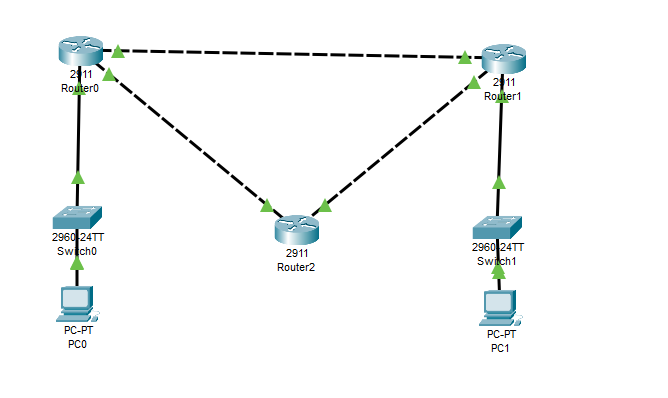 2911
Router0
2911
Router1
2911
Router2
2960-24TT
Switch0
2960-24TT
Switch1
PC-PT
PC0
PC-PT
PC1